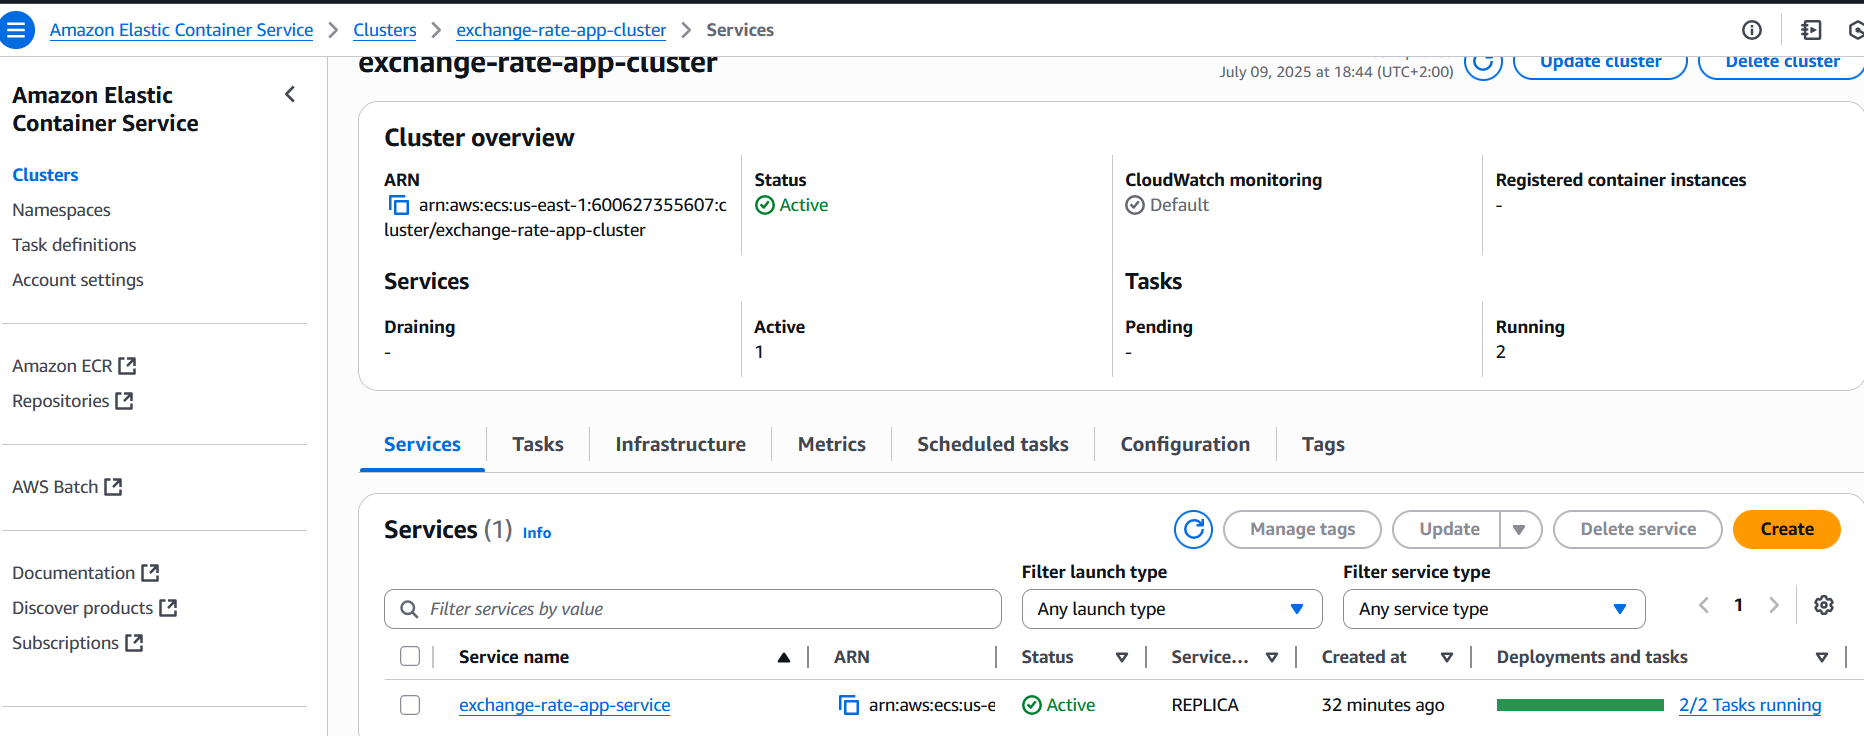 Amazon Elastic Container Service
Clusters
exchange-rate-app-cluster
Services
Amazon Elastic
Container Service
Clusters
Namespaces
Task definitions
Account settings
Amazon ECR
Repositories
AWS Batch
Documentation
Discover products
Subscriptions
exchange-rate-app-cluster
July 09, 2025 at 18:44 (UTC+2:00)
Update cluster
Delete cluster
Cluster overview
ARN
arn:aws:ecs:us-east-1:600627355607:c
luster/exchange-rate-app-cluster
Status
Active
CloudWatch monitoring
Default
Registered container instances
-
Services
Draining
-
Active
1
Tasks
Pending
-
Running
2
Services
Tasks
Infrastructure
Metrics
Scheduled tasks
Configuration
Tags
Services (1) Info
Manage tags
Update
Delete service
Create
Filter services by value
Filter launch type
Any launch type
Filter service type
Any service type
1
Service name
ARN
Status
Service...
Created at
Deployments and tasks
exchange-rate-app-service
arn:aws:ecs:us-e
Active
REPLICA
32 minutes ago
2/2 Tasks running